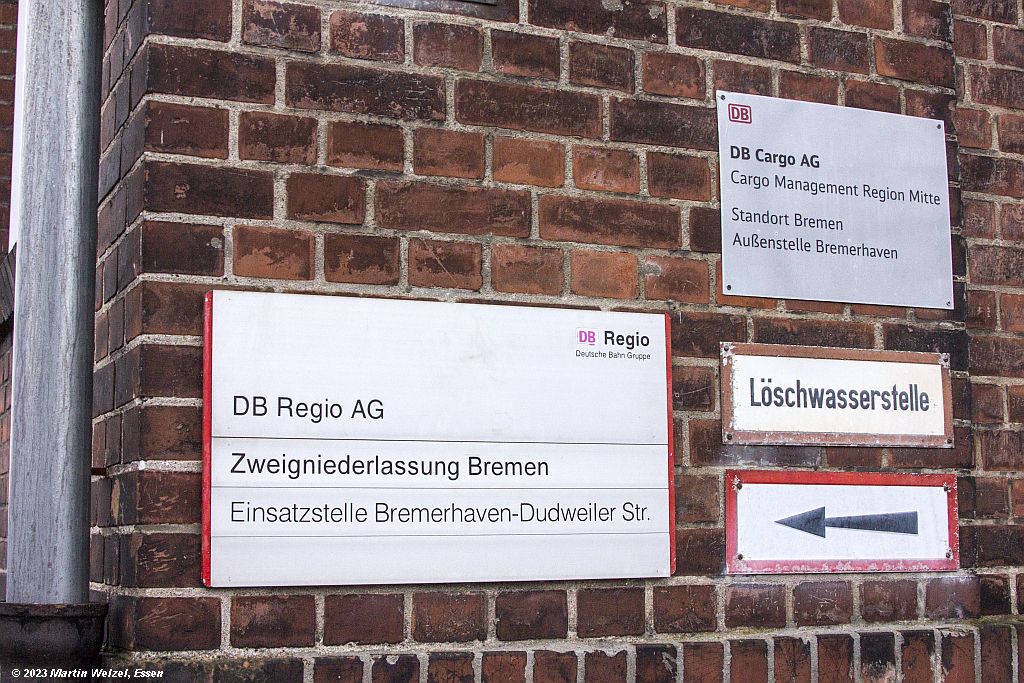 DB
DB Cargo AG
Cargo Management Region Mitte
Standort Bremen
Außenstelle Bremerhaven
DB Regio
Deutsche Bahn Gruppe
DB Regio AG
Zweigniederlassung Bremen
Einsatzstelle Bremerhaven-Dudweiler Str.
Löschwasserstelle
© 2023 Martin Welzel, Essen